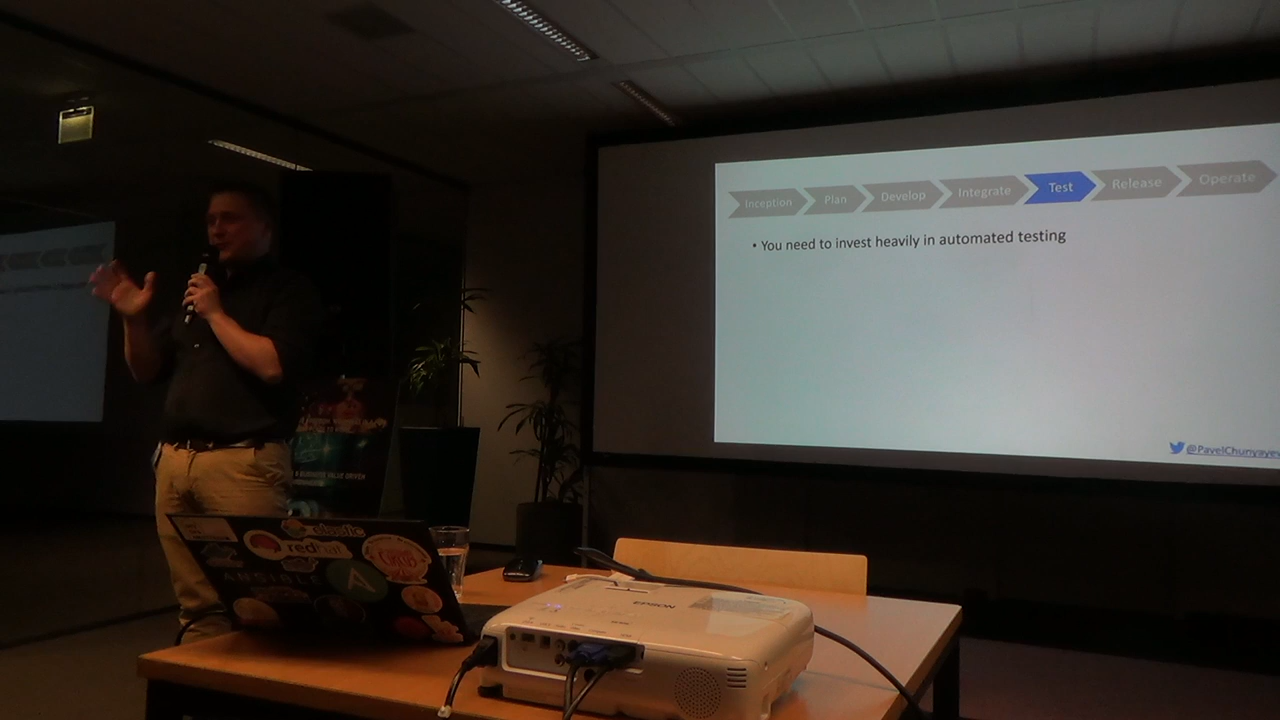 Inception Plan Develop Integrate Test Release Operate
• You need to invest heavily in automated testing
@PavelChunyayev
elastic
redhat
ANSIBLE
EPSON